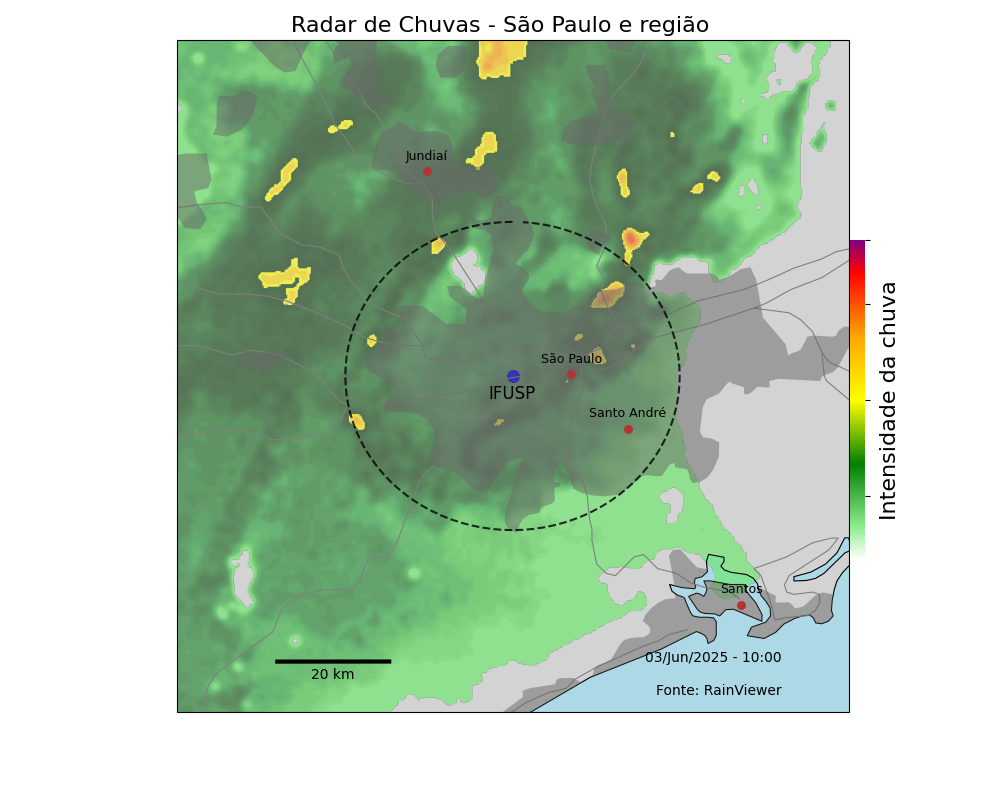 Radar de Chuvas - São Paulo e região
Jundiaí
São Paulo
IFUSP
Santo André
Intensidade da chuva
Santos
03/Jun/2025 - 10:00
20 km
Fonte: RainViewer